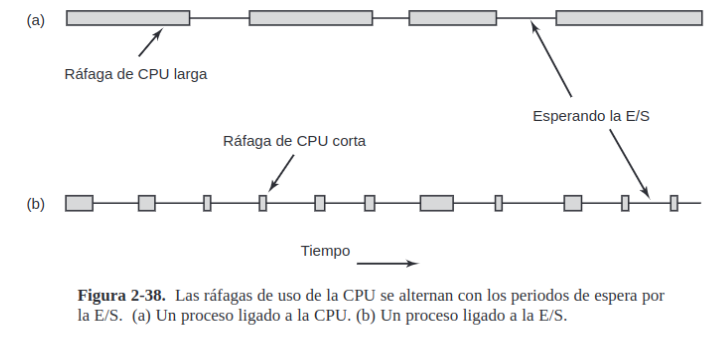 (a)
Ráfaga de CPU larga
Esperando la E/S
Ráfaga de CPU corta
(b)
Tiempo
Figura 2-38. Las ráfagas de uso de la CPU se alternan con los periodos de espera por
la E/S. (a) Un proceso ligado a la CPU. (b) Un proceso ligado a la E/S.